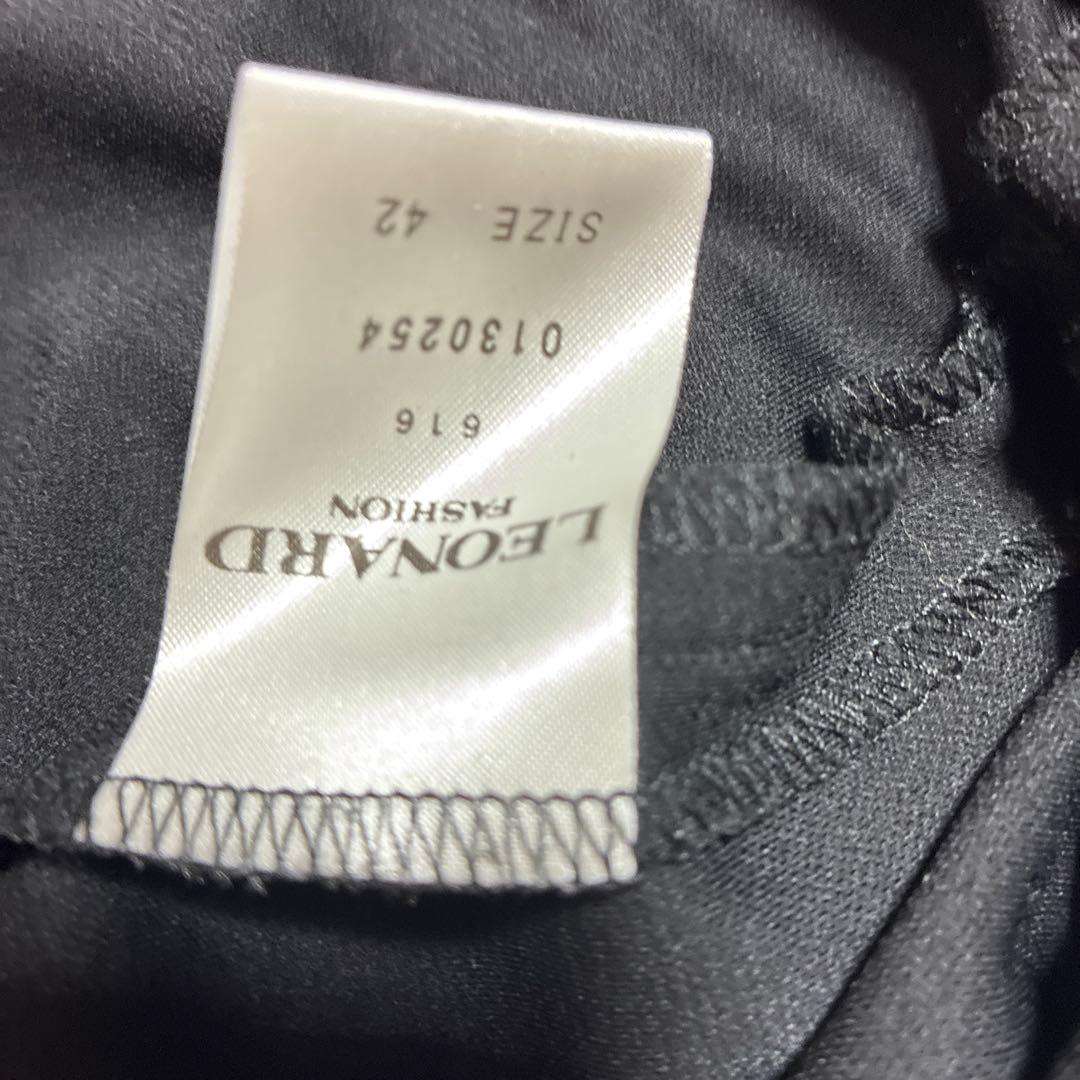 LEONARD
FASHION
616
0130254
SIZE 42